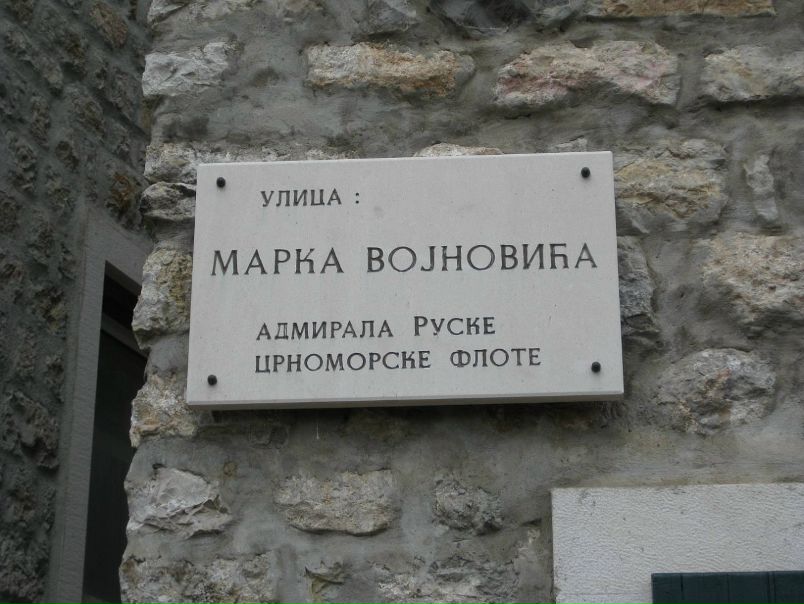 УЛИЦА :
МАРКА ВОЈНОВИЋА
АДМИРАЛА РУСКЕ
ЦРНОМОРСКЕ ФЛОТЕ